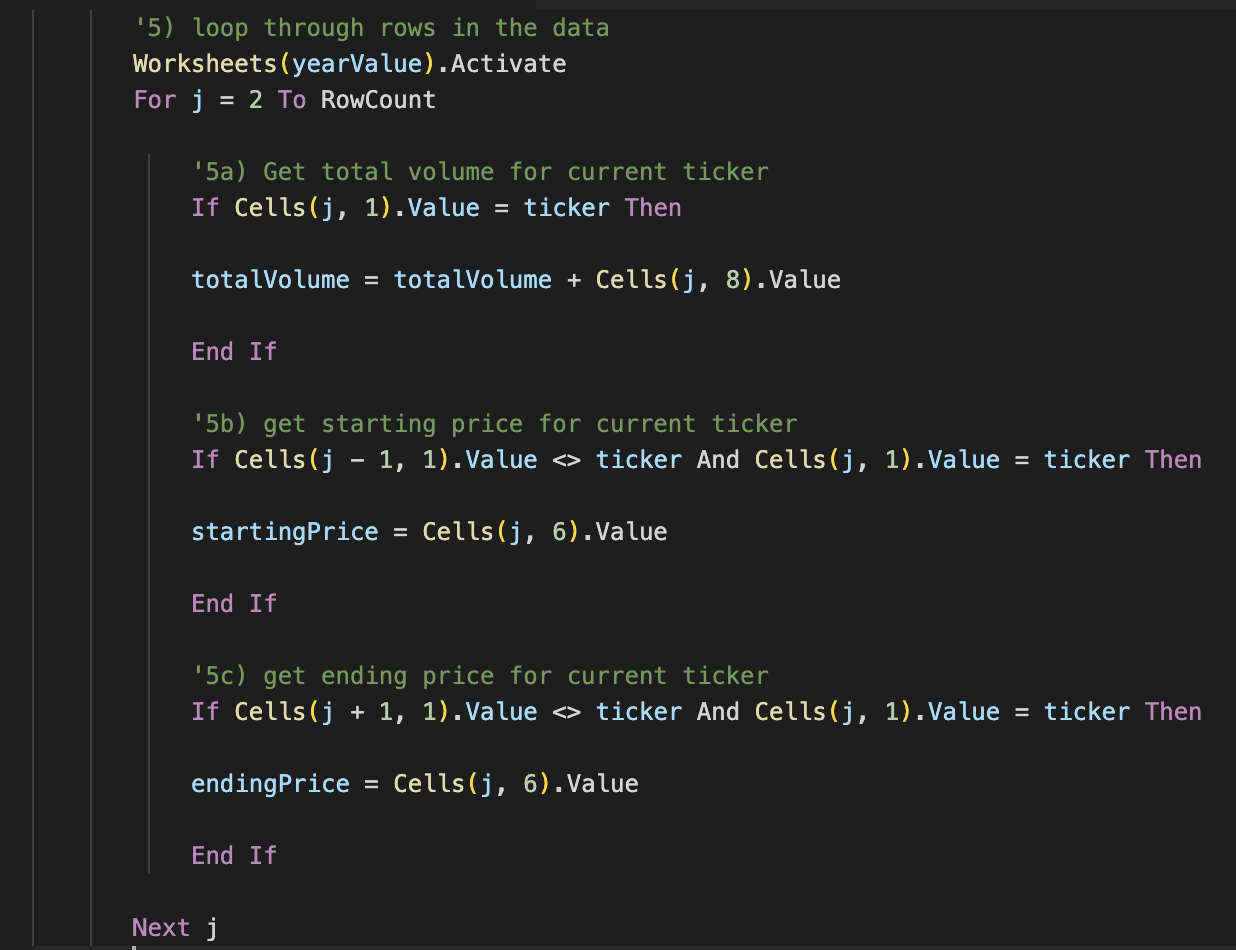 '5) loop through rows in the data
Worksheets(yearValue).Activate
For j = 2 To RowCount
'5a) Get total volume for current ticker
If Cells(j, 1).Value = ticker Then
totalVolume = totalVolume + Cells(j, 8).Value
End If
'5b) get starting price for current ticker
If Cells(j - 1, 1).Value <> ticker And Cells(j, 1).Value = ticker Then
startingPrice = Cells(j, 6).Value
End If
'5c) get ending price for current ticker
If Cells(j + 1, 1).Value <> ticker And Cells(j, 1).Value = ticker Then
endingPrice = Cells(j, 6).Value
End If
Next j